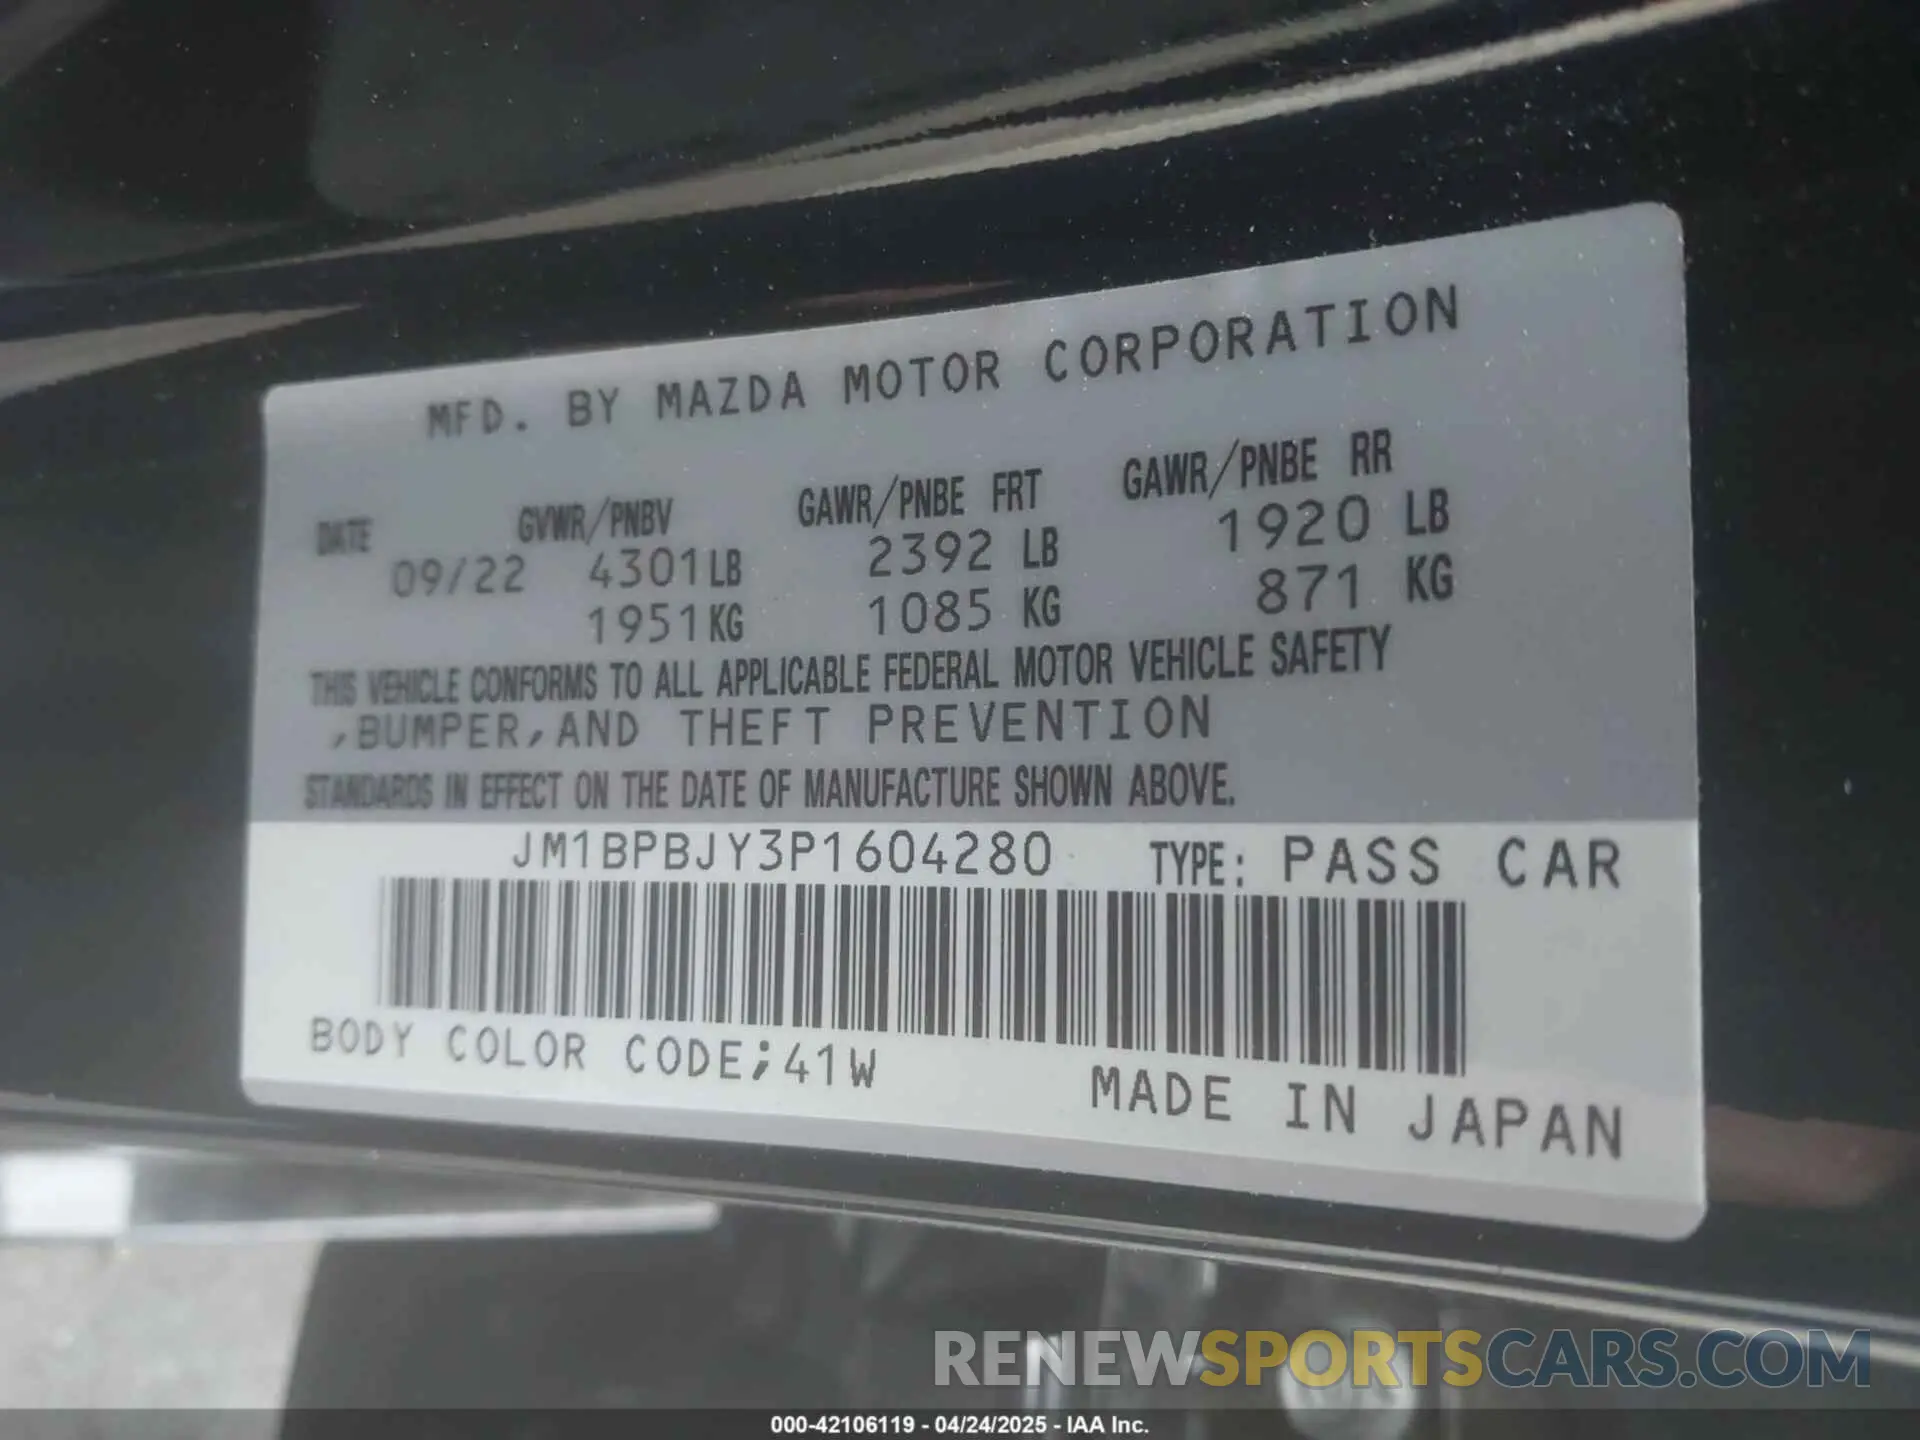 MFD. BY MAZDA MOTOR CORPORATION
DATE GVWR/PNBV GAWR/PNBE FRT GAWR/PNBE RR
09/22 4301LB 2392 LB 1920 LB
1951KG 1085 KG 871 KG
THIS VEHICLE CONFORMS TO ALL APPLICABLE FEDERAL MOTOR VEHICLE SAFETY
,BUMPER,AND THEFT PREVENTION
STANDARDS IN EFFECT ON THE DATE OF MANUFACTURE SHOWN ABOVE.
JM1BPBJY3P1604280 TYPE: PASS CAR
BODY COLOR CODE;41W
MADE IN JAPAN
RENEWSPORTSCARS.COM
000-42106119 - 04/24/2025 - IAA Inc.